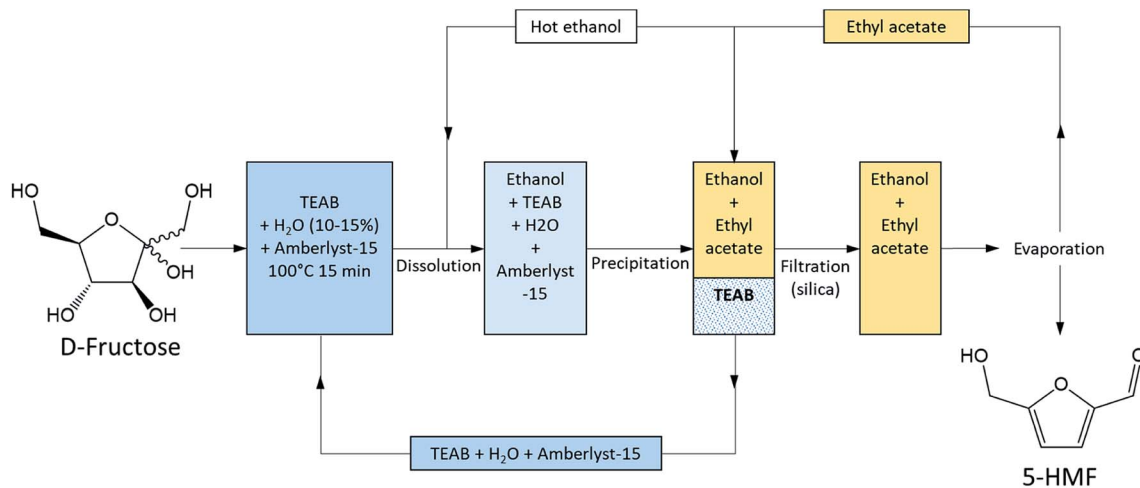 Hot ethanol
Ethyl acetate
HO
OH
O
OH
HO
OH
D-Fructose
TEAB
+ H₂O (10-15%)
+ Amberlyst-15
100°C 15 min
Dissolution
Ethanol
+ TEAB
+ H2O
+
Amberlyst
-15
Precipitation
Ethanol
+
Ethyl
acetate
TEAB
Filtration
(silica)
Ethanol
+
Ethyl
acetate
Evaporation
TEAB + H₂O + Amberlyst-15
HO
O
O
5-HMF